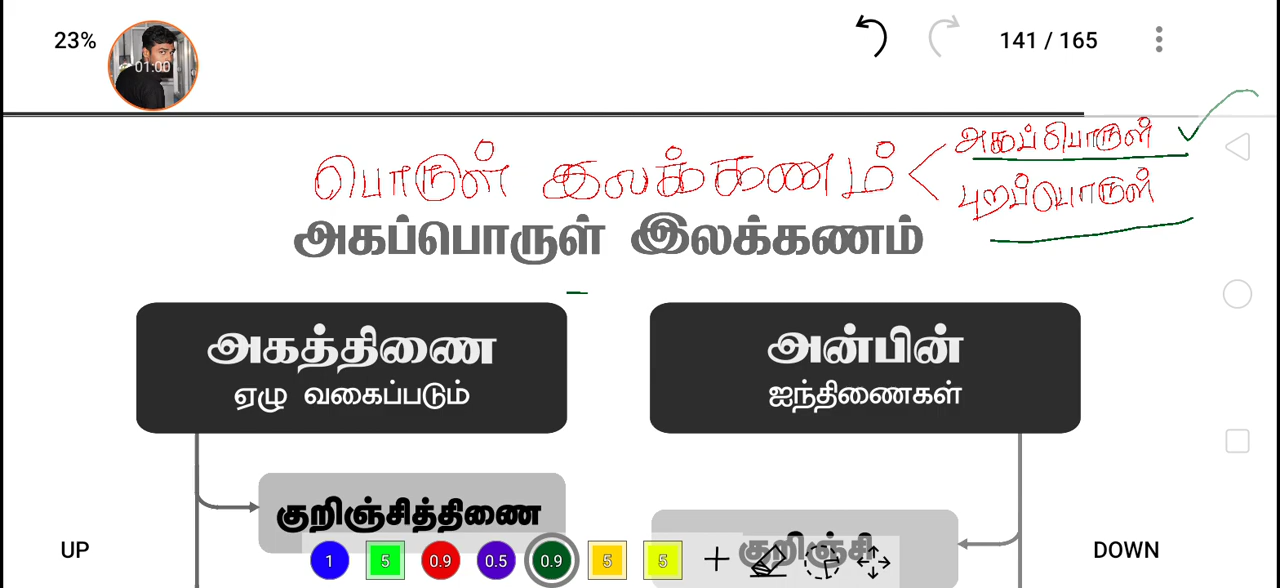 23%
01:00
141 / 165
பொருள் இலக்கணம்
அகப்பொருள்
புறப்பொருள்
அகப்பொருள் இலக்கணம்
அகத்திணை
ஏழு வகைப்படும்
அன்பின்
ஐந்திணைகள்
குறிஞ்சித்திணை
குறிஞ்சி
UP
1 5 0.9 0.5 0.9 5 5
DOWN